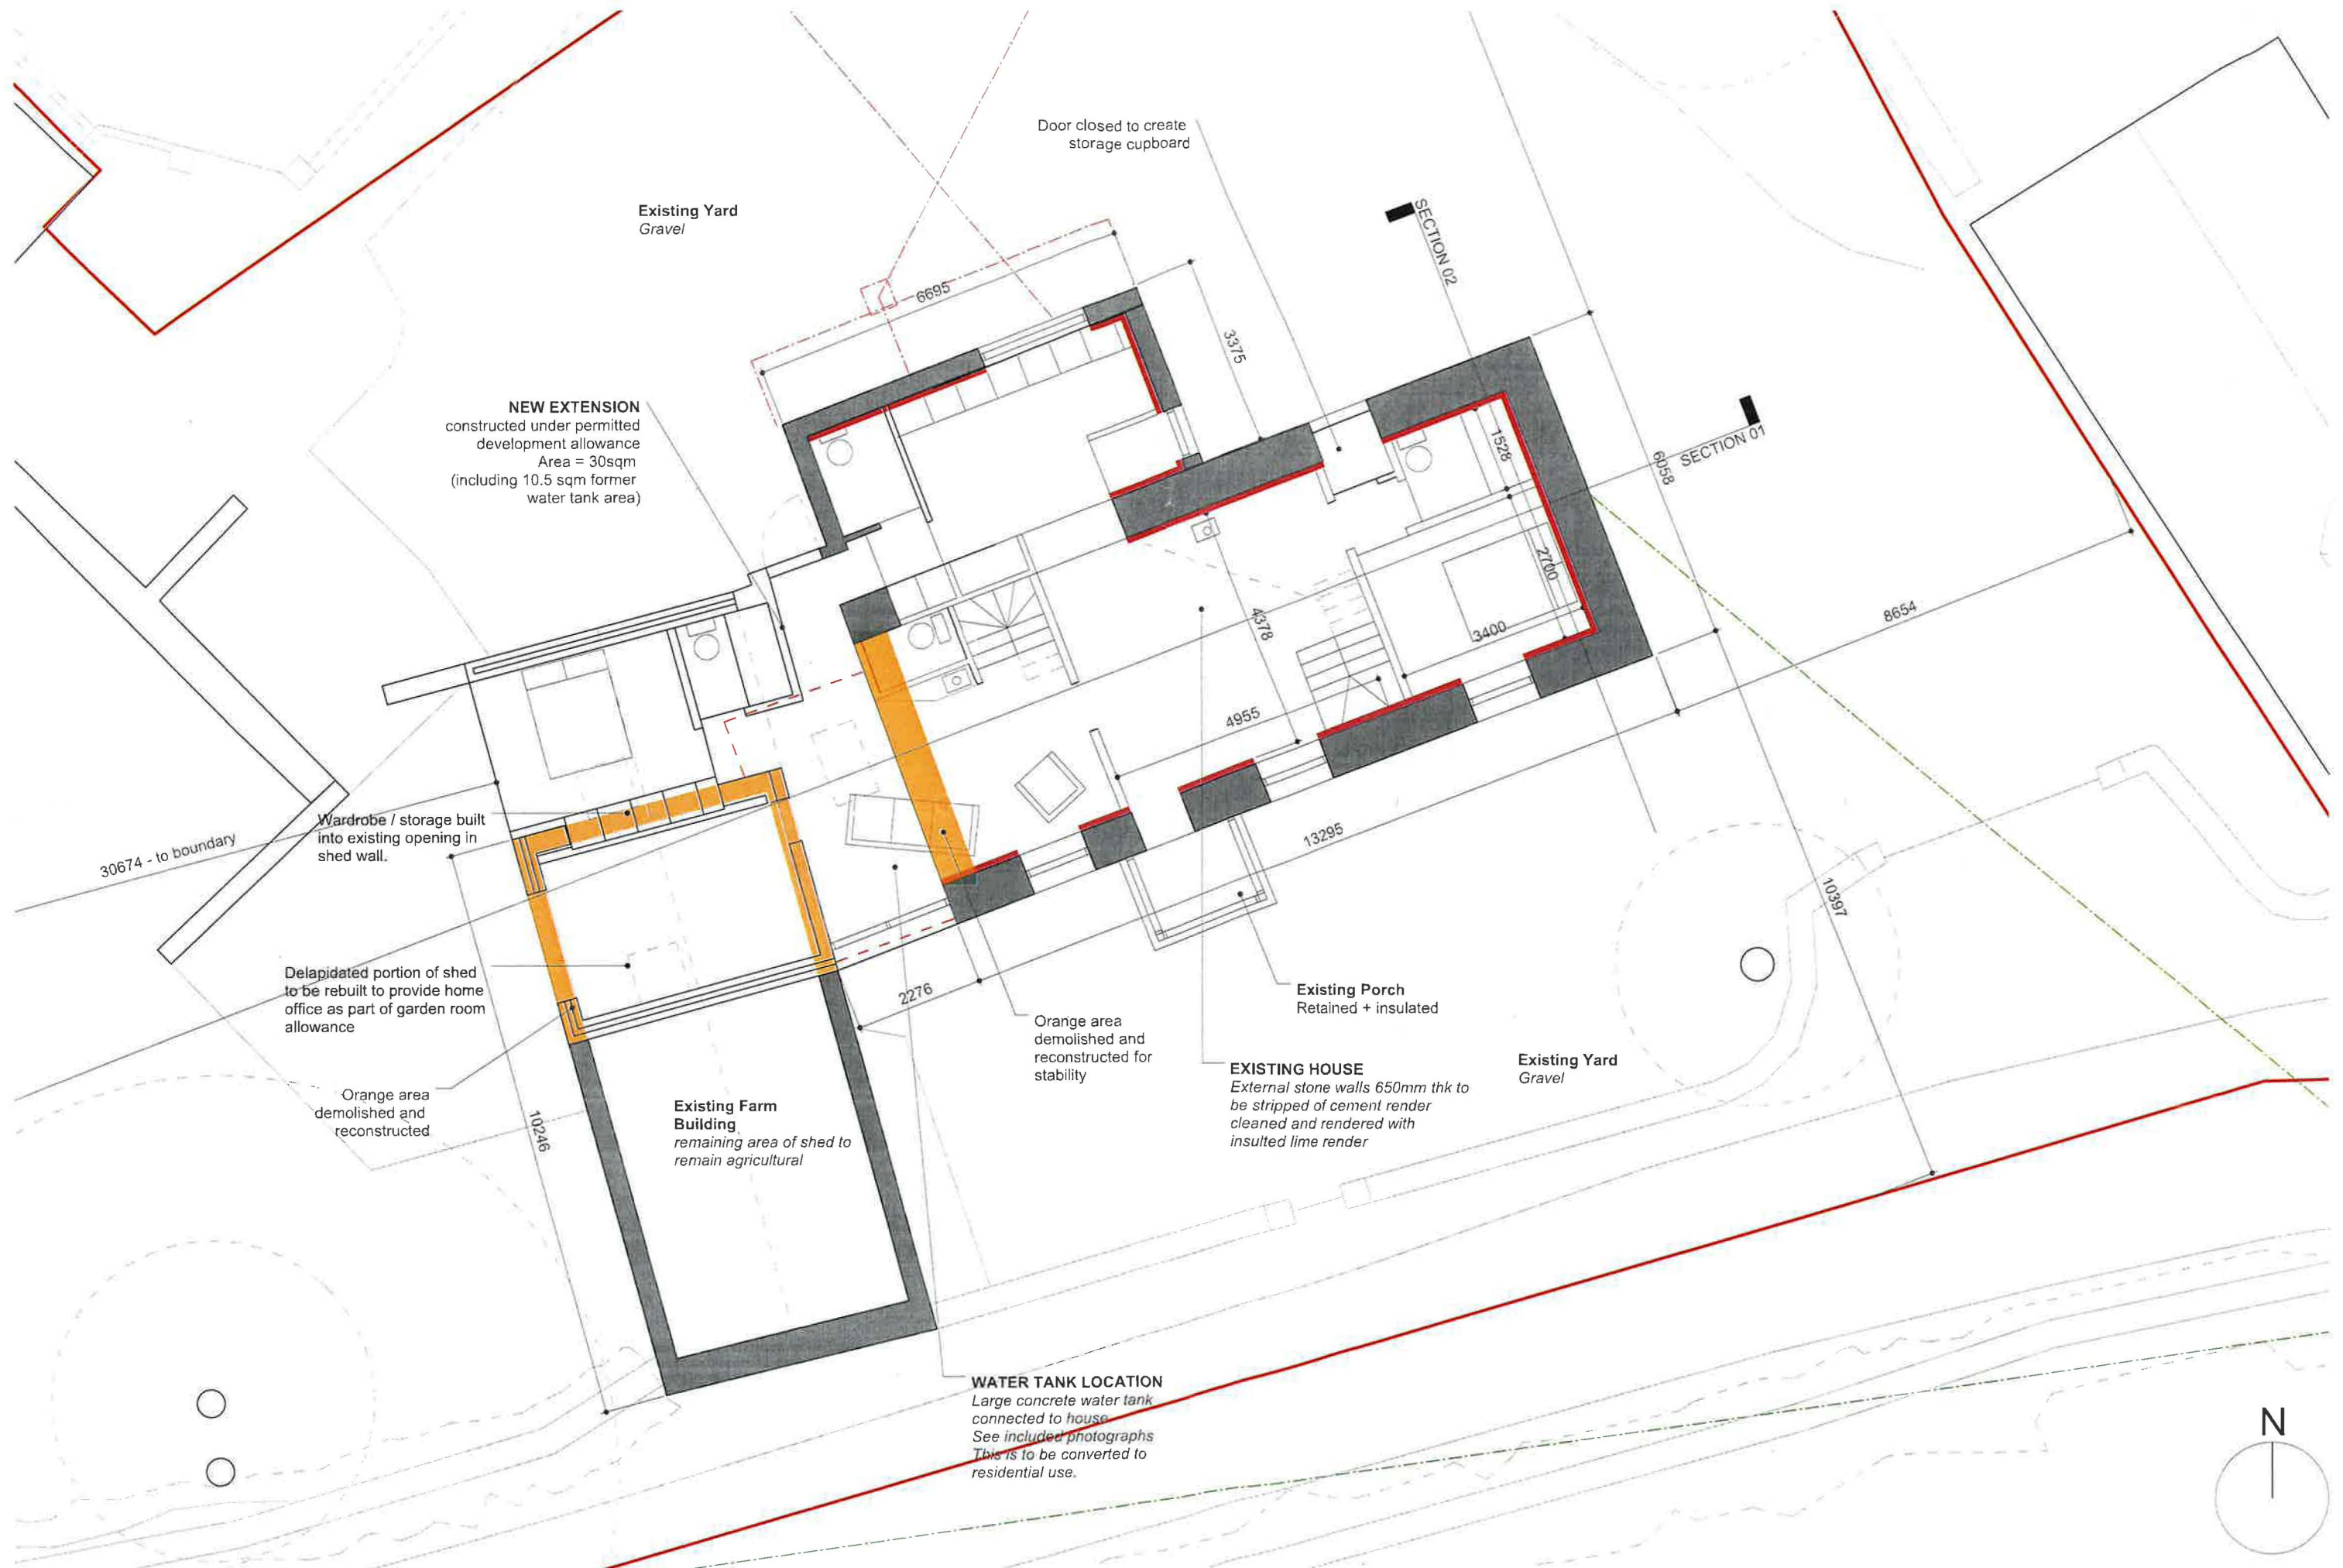 Door closed to create
storage cupboard
Existing Yard
Gravel
SECTION 02
6695
3375
NEW EXTENSION
constructed under permitted
development allowance
Area = 30sqm
(including 10.5 sqm former
water tank area)
SECTION 01
1528
6058
2700
4378
3400
8654
4955
Wardrobe / storage built
into existing opening in
shed wall.
30674 - to boundary
13295
10397
Delapidated portion of shed
to be rebuilt to provide home
office as part of garden room
allowance
2276
Existing Porch
Retained + insulated
Orange area
demolished and
reconstructed for
stability
EXISTING HOUSE
External stone walls 650mm thk to
be stripped of cement render
cleaned and rendered with
insulted lime render
Existing Yard
Gravel
Orange area
demolished and
reconstructed
10246
Existing Farm
Building
remaining area of shed to
remain agricultural
WATER TANK LOCATION
Large concrete water tank
connected to house
See included photographs
This is to be converted to
residential use.
N